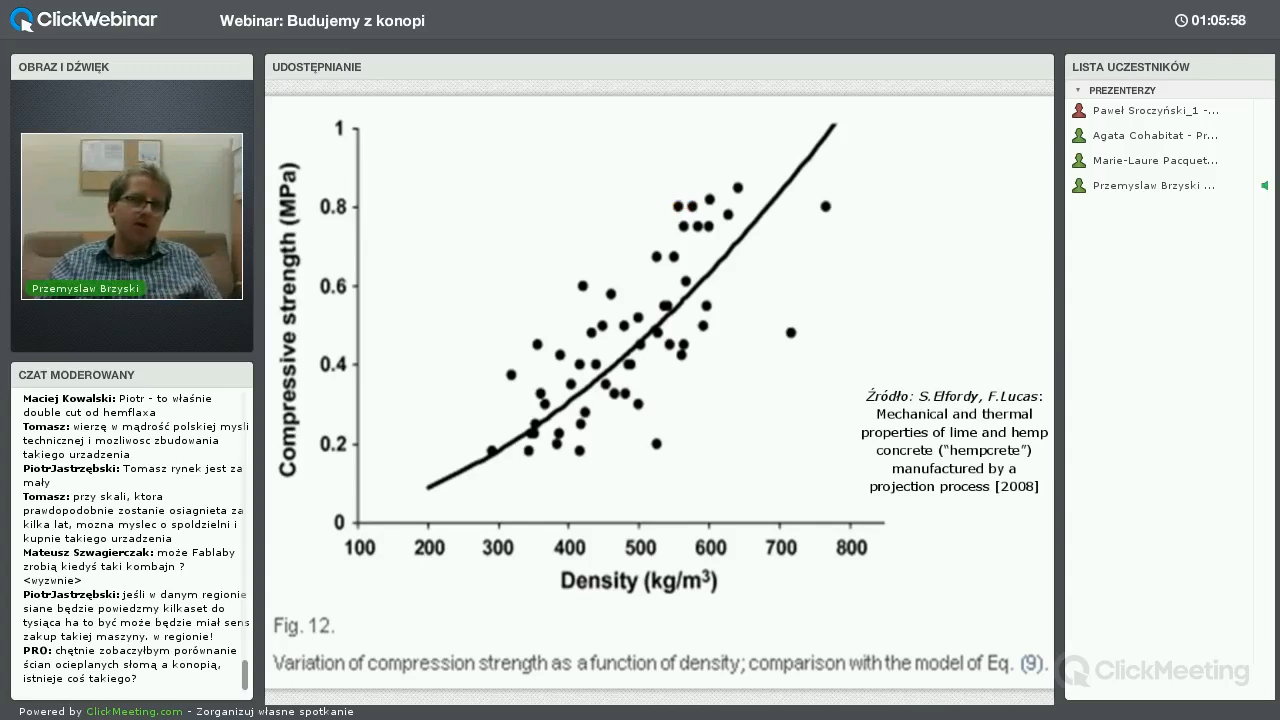 ClickWebinar
Webinar: Budujemy z konopi
01:05:58
OBRAZ I DŹWIĘK
Przemyslaw Brzyski
CZAT MODEROWANY
Maciej Kowalski: Piotr - to właśnie
double cut od hemflaxa
Tomasz: wierzę w mądrość polskiej mysli
technicznej i mozliwosc zbudowania
takiego urzadzenia
PiotrJastrzębski: Tomasz rynek jest za
mały
Tomasz: przy skali, ktora
prawdopodobnie zostanie osiagnieta za
kilka lat, mozna myslec o spoldzielni i
kupnie takiego urzadzenia
Mateusz Szwagierczak: może Fablaby
zrobią kiedyś taki kombajn ?
<wyzwnie>
PiotrJastrzębski: jeśli w danym regionie
siane będzie powiedzmy kilkaset do
tysiąca ha to być może będzie miał sens
zakup takiej maszyny, w regionie!
PRO: chętnie zobaczyłbym porównanie
ścian ocieplanych słomą a konopią,
istnieje coś takiego?
UDOSTĘPNIANIE
Compressive strength (MPa)
1
0.8
0.6
0.4
0.2
0
100 200 300 400 500 600 700 800
Density (kg/m³)
Źródło: S.Elfordy, F.Lucas:
Mechanical and thermal
properties of lime and hemp
concrete (“hempcrete”)
manufactured by a
projection process [2008]
Fig. 12.
Variation of compression strength as a function of density; comparison with the model of Eq. (9).
LISTA UCZESTNIKÓW
PREZENTERZY
Paweł Sroczyński_1 -...
Agata Cohabitat - Pr...
Marie-Laure Pacquet...
Przemyslaw Brzyski ...
ClickMeeting
Powered by ClickMeeting.com - Zorganizuj własne spotkanie